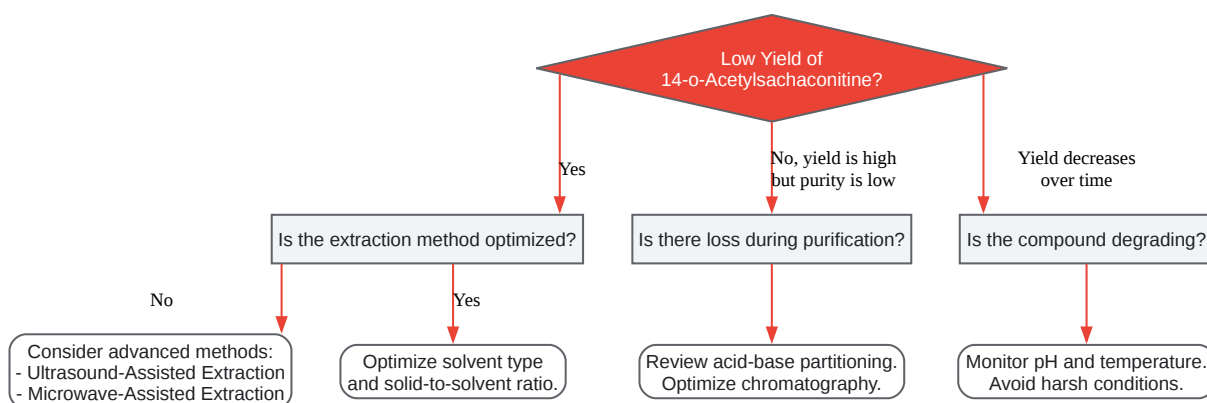 Low Yield of
14-o-Acetylsachaconitine?
Yes
No, yield is high
but purity is low
Yield decreases
over time
Is the extraction method optimized?
Is there loss during purification?
Is the compound degrading?
No
Yes
Consider advanced methods:
- Ultrasound-Assisted Extraction
- Microwave-Assisted Extraction
Optimize solvent type
and solid-to-solvent ratio.
Review acid-base partitioning.
Optimize chromatography.
Monitor pH and temperature.
Avoid harsh conditions.